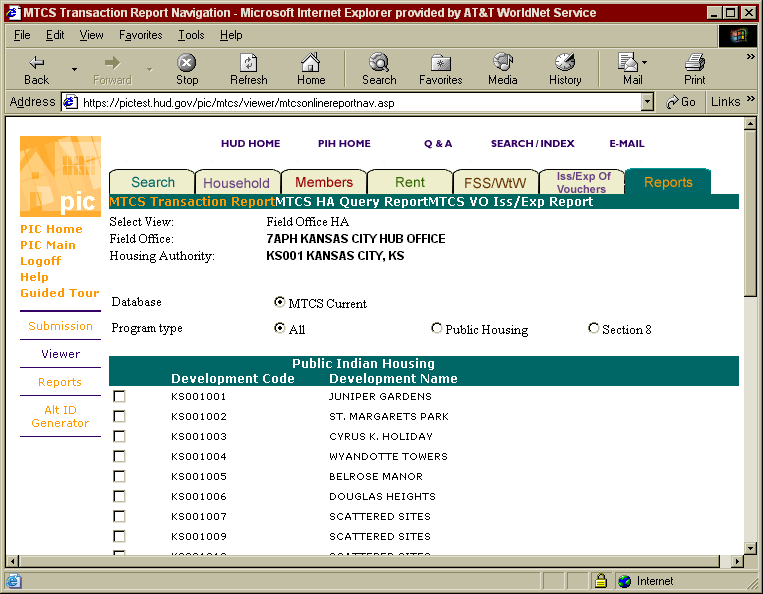 MTCS Transaction Report Navigation - Microsoft Internet Explorer provided by AT&T WorldNet Service
File Edit View Favorites Tools Help
Back Forward Stop Refresh Home Search Favorites Media History Mail Print
Address https://pictest.hud.gov/pic/mtcs/viewer/mtcsonlinereportnav.asp Go Links
HUD HOME PIH HOME Q & A SEARCH / INDEX E-MAIL
pic
Search Household Members Rent FSS/WtW Iss/Exp Of Vouchers Reports
MTCS Transaction ReportMTCS HA Query ReportMTCS VO Iss/Exp Report
PIC Home
PIC Main
Logoff
Help
Guided Tour
Submission
Viewer
Reports
Alt ID
Generator
Select View: Field Office HA
Field Office: 7APH KANSAS CITY HUB OFFICE
Housing Authority: KS001 KANSAS CITY, KS
Database MTCS Current
Program type All Public Housing Section 8
Public Indian Housing
Development Code Development Name
KS001001 JUNIPER GARDENS
KS001002 ST. MARGARETS PARK
KS001003 CYRUS K. HOLIDAY
KS001004 WYANDOTTE TOWERS
KS001005 BELROSE MANOR
KS001006 DOUGLAS HEIGHTS
KS001007 SCATTERED SITES
KS001009 SCATTERED SITES
KS001010 SCATTERED SITES
Internet